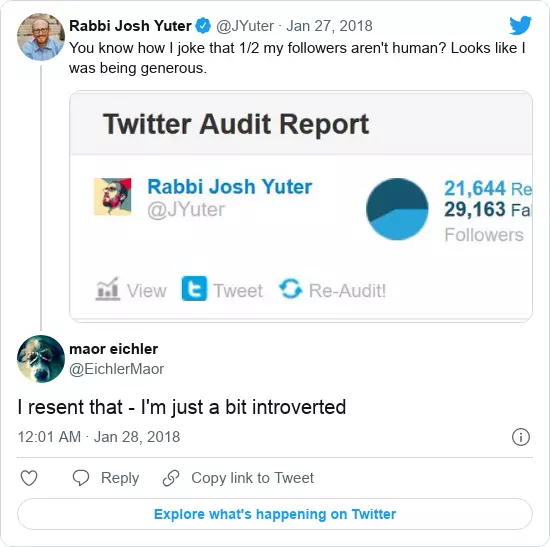 Rabbi Josh Yuter @JYuter · Jan 27, 2018
You know how I joke that 1/2 my followers aren't human? Looks like I
was being generous.
Twitter Audit Report
Rabbi Josh Yuter
@JYuter
21,644 Re
29,163 Fa
Followers
View Tweet Re-Audit!
maor eichler
@EichlerMaor
I resent that - I'm just a bit introverted
12:01 AM · Jan 28, 2018
Reply Copy link to Tweet
Explore what's happening on Twitter